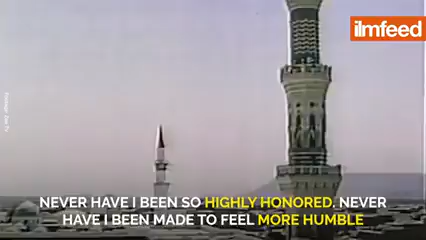 ilmfeed
NEVER HAVE I BEEN SO HIGHLY HONORED. NEVER
HAVE I BEEN MADE TO FEEL MORE HUMBLE